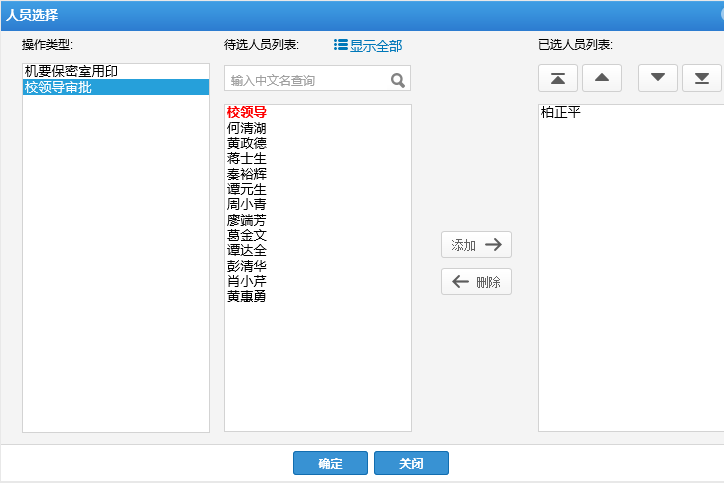 人员选择
操作类型:
机要保密室用印
校领导审批
待选人员列表:
显示全部
输入中文名查询
校领导
何清湖
黄政德
蒋士生
秦裕辉
谭元生
周小青
廖端芳
葛金文
谭达全
彭清华
肖小芹
黄惠勇
添加
删除
已选人员列表:
柏正平
确定
关闭